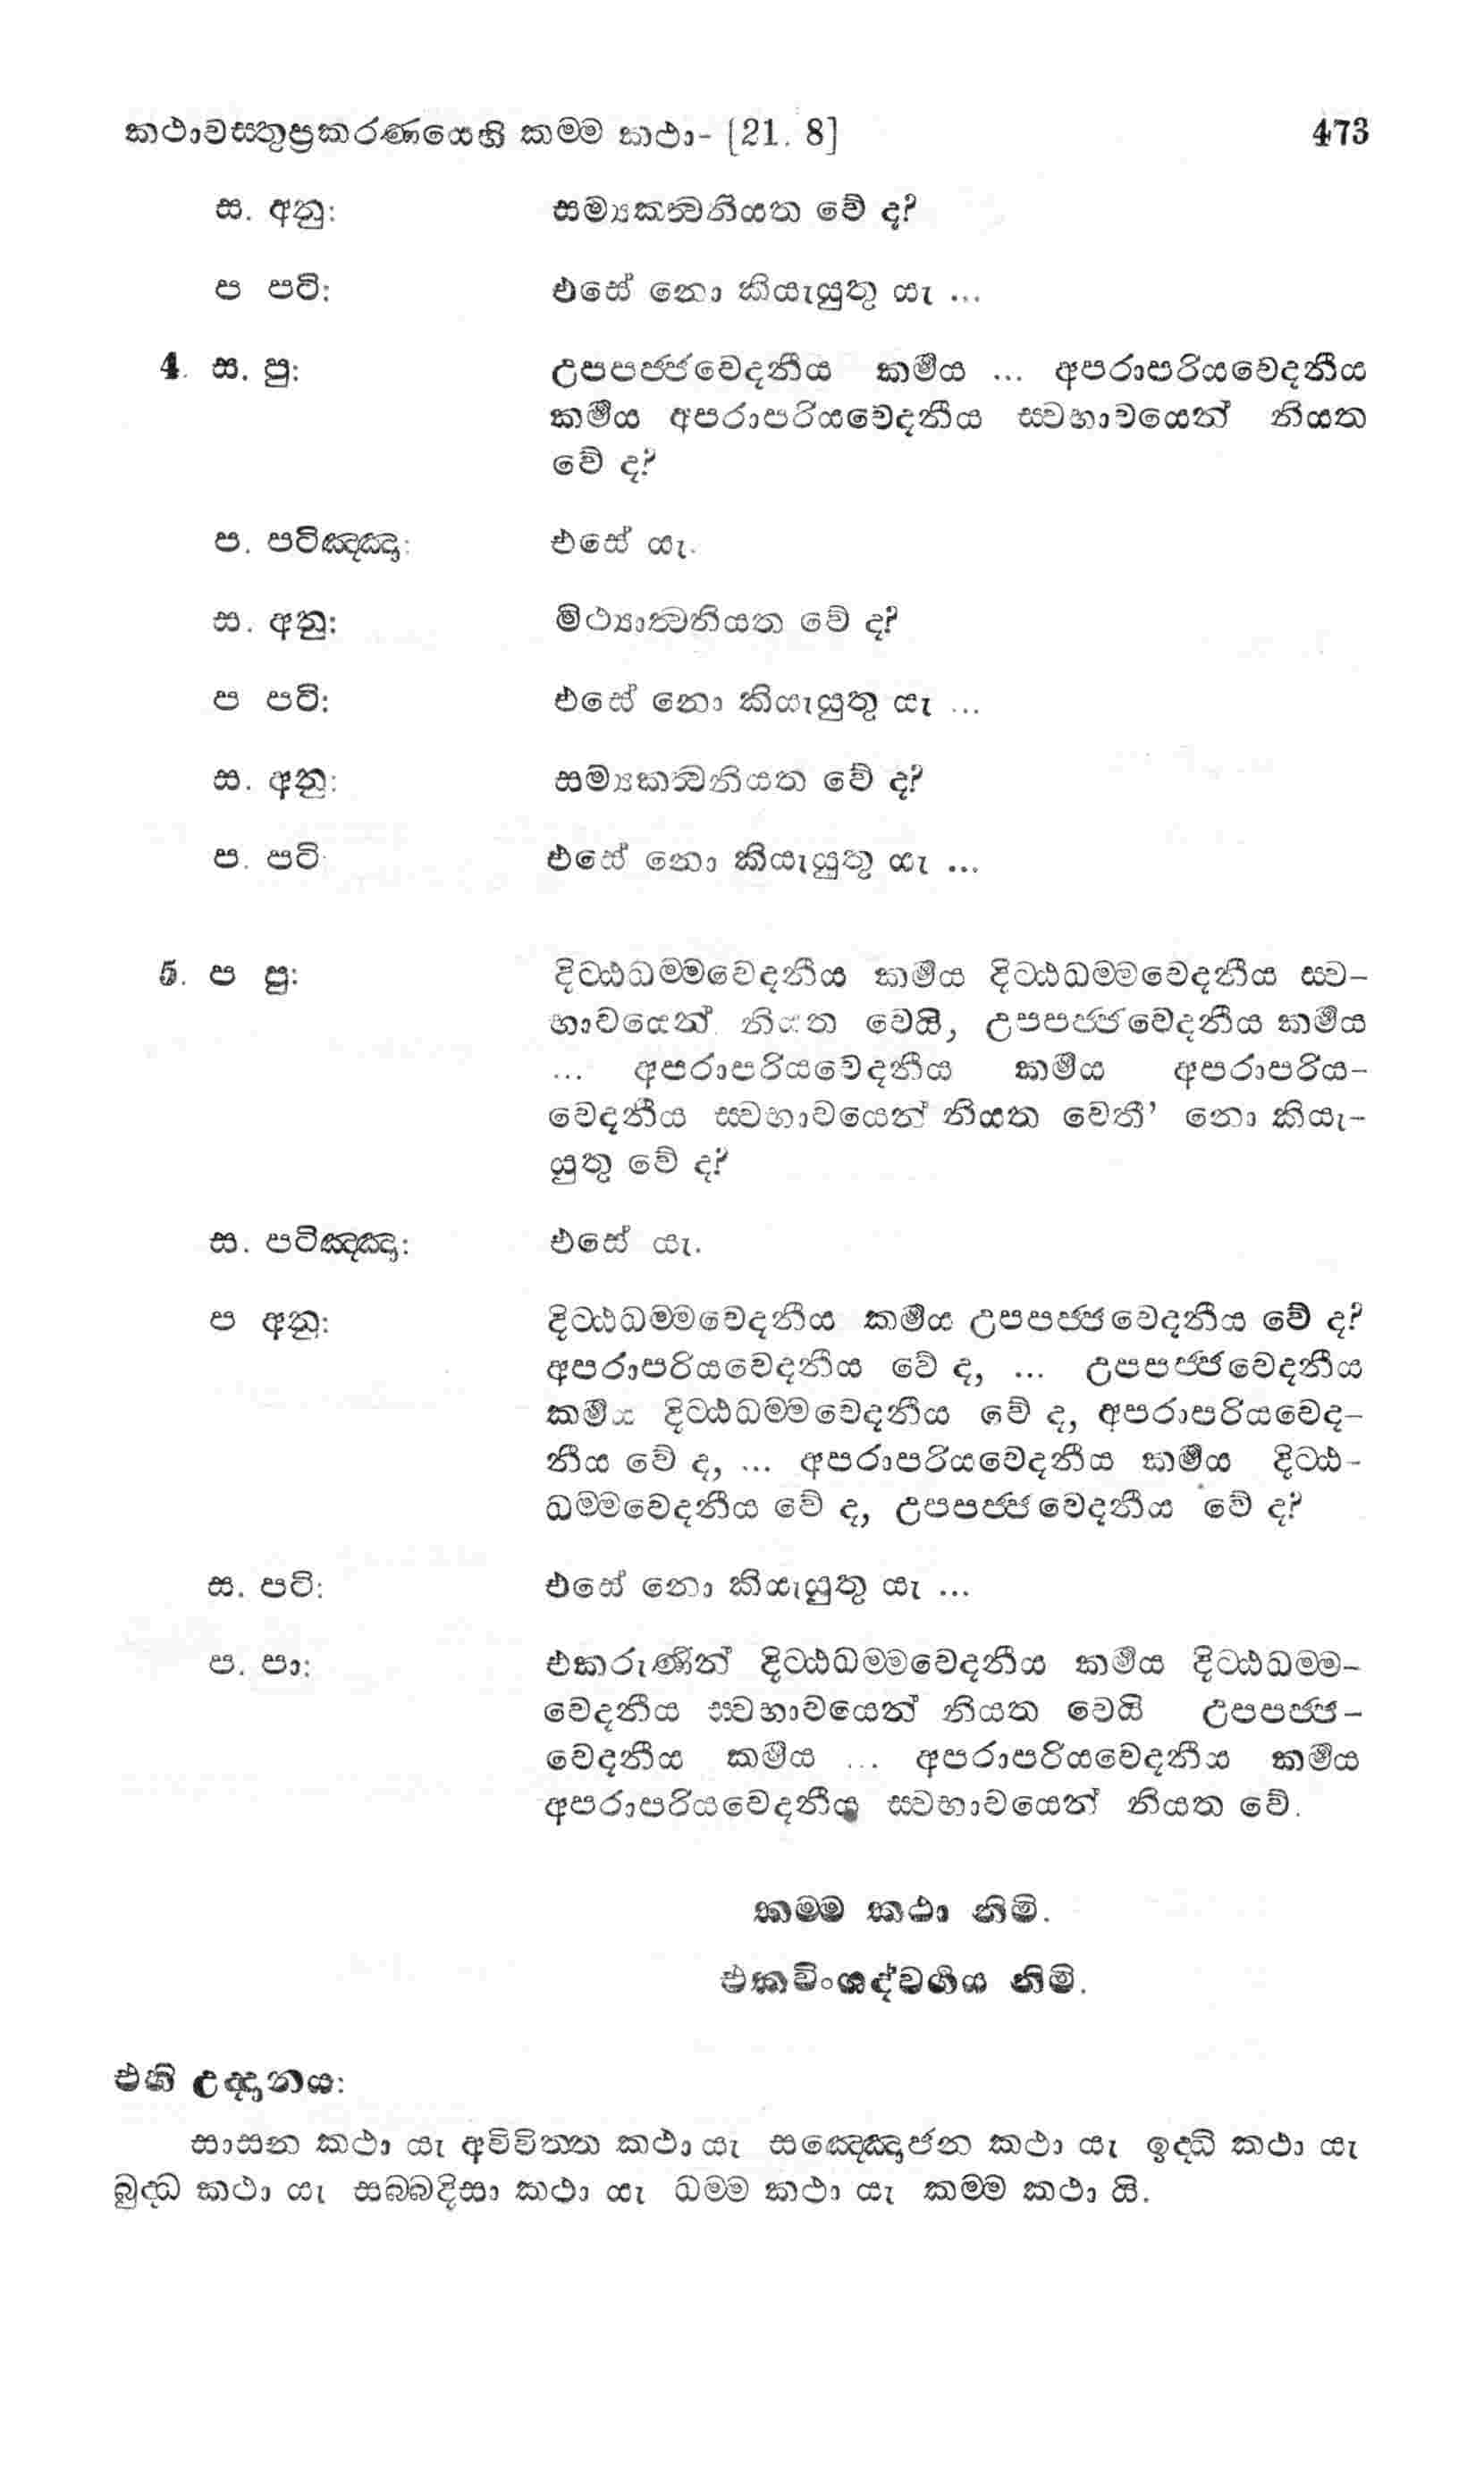 කථාවස්තුප්‍රකරණයෙහි කම්ම කථා- [21. 8] 473
ස. අනු: සම්‍යක්ත්‍වනියත වේ ද?
ප පටි: එසේ නො කියැයුතු යැ ...
4. ස. පු: උපපජ්ජවෙදනීය කර්‍මය ... අපරාපරියවෙදනීය
කර්‍මය අපරාපරියවෙදනීය ස්වභාවයෙන් නියත
වේ ද?
ප. පටිඤ්ඤා: එසේ යැ.
ස. අනු: මිථ්‍යාත්‍වනියත වේ ද?
ප පටි: එසේ නො කියැයුතු යැ ...
ස. අනු: සම්‍යක්ත්‍වනියත වේ ද?
ප. පටි: එසේ නො කියැයුතු යැ ...
5. ප පු: දිට්ඨධම්මවෙදනීය කර්‍මය දිට්ඨධම්මවෙදනීය ස්ව-
භාවයෙන් නියත වෙයි, උපපජ්ජවෙදනීය කර්‍මය
... අපරාපරියවෙදනීය කර්‍මය අපරාපරිය-
වෙදනීය ස්වභාවයෙන් නියත වෙතී’ නො කියැ-
යුතු වේ ද?
ස. පටිඤ්ඤා: එසේ යැ.
ප අනු: දිට්ඨධම්මවෙදනීය කර්‍මය උපපජ්ජවෙදනීය වේ ද?
අපරාපරියවෙදනීය වේ ද, ... උපපජ්ජවෙදනීය
කර්‍මය දිට්ඨධම්මවෙදනීය වේ ද, අපරාපරියවෙද-
නීය වේ ද, ... අපරාපරියවෙදනීය කර්‍මය දිට්ඨ-
ධම්මවෙදනීය වේ ද, උපපජ්ජවෙදනීය වේ ද?
ස. පටි: එසේ නො කියැයුතු යැ ...
ප. පා: එකරුණින් දිට්ඨධම්මවෙදනීය කර්‍මය දිට්ඨධම්ම-
වෙදනීය ස්වභාවයෙන් නියත වෙයි උපපජ්ජ-
වෙදනීය කර්‍මය ... අපරාපරියවෙදනීය කර්‍මය
අපරාපරියවෙදනීය ස්වභාවයෙන් නියත වේ.
කම්ම කථා නිමි.
එකවිංශද්වර්‍ගය නිමි.
එහි උද්‍දානය:
සාසන කථා යැ අවිවිත්ත කථා යැ සඤ්ඤොජන කථා යැ ඉද්ධි කථා යැ
බුද්ධ කථා යැ සබ්බදිසා කථා යැ ධම්ම කථා යැ කම්ම කථා යි.